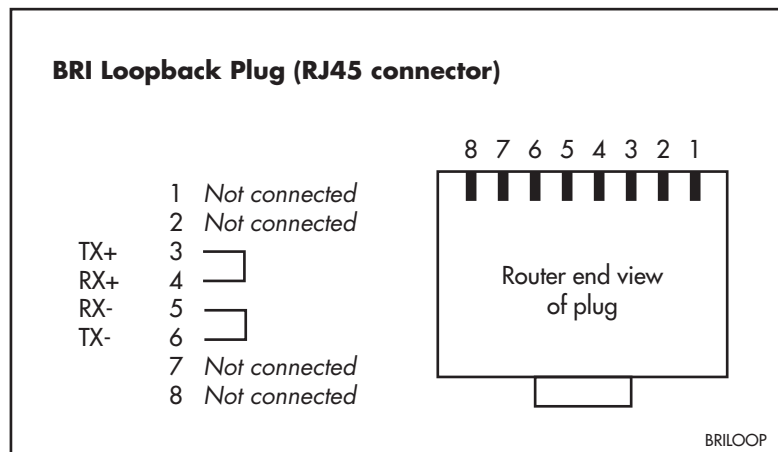 BRI Loopback Plug (RJ45 connector)
8 7 6 5 4 3 2 1
1 Not connected
2 Not connected
TX+ 3
RX+ 4
RX- 5
TX- 6
7 Not connected
8 Not connected
Router end view
of plug
BRILOOP